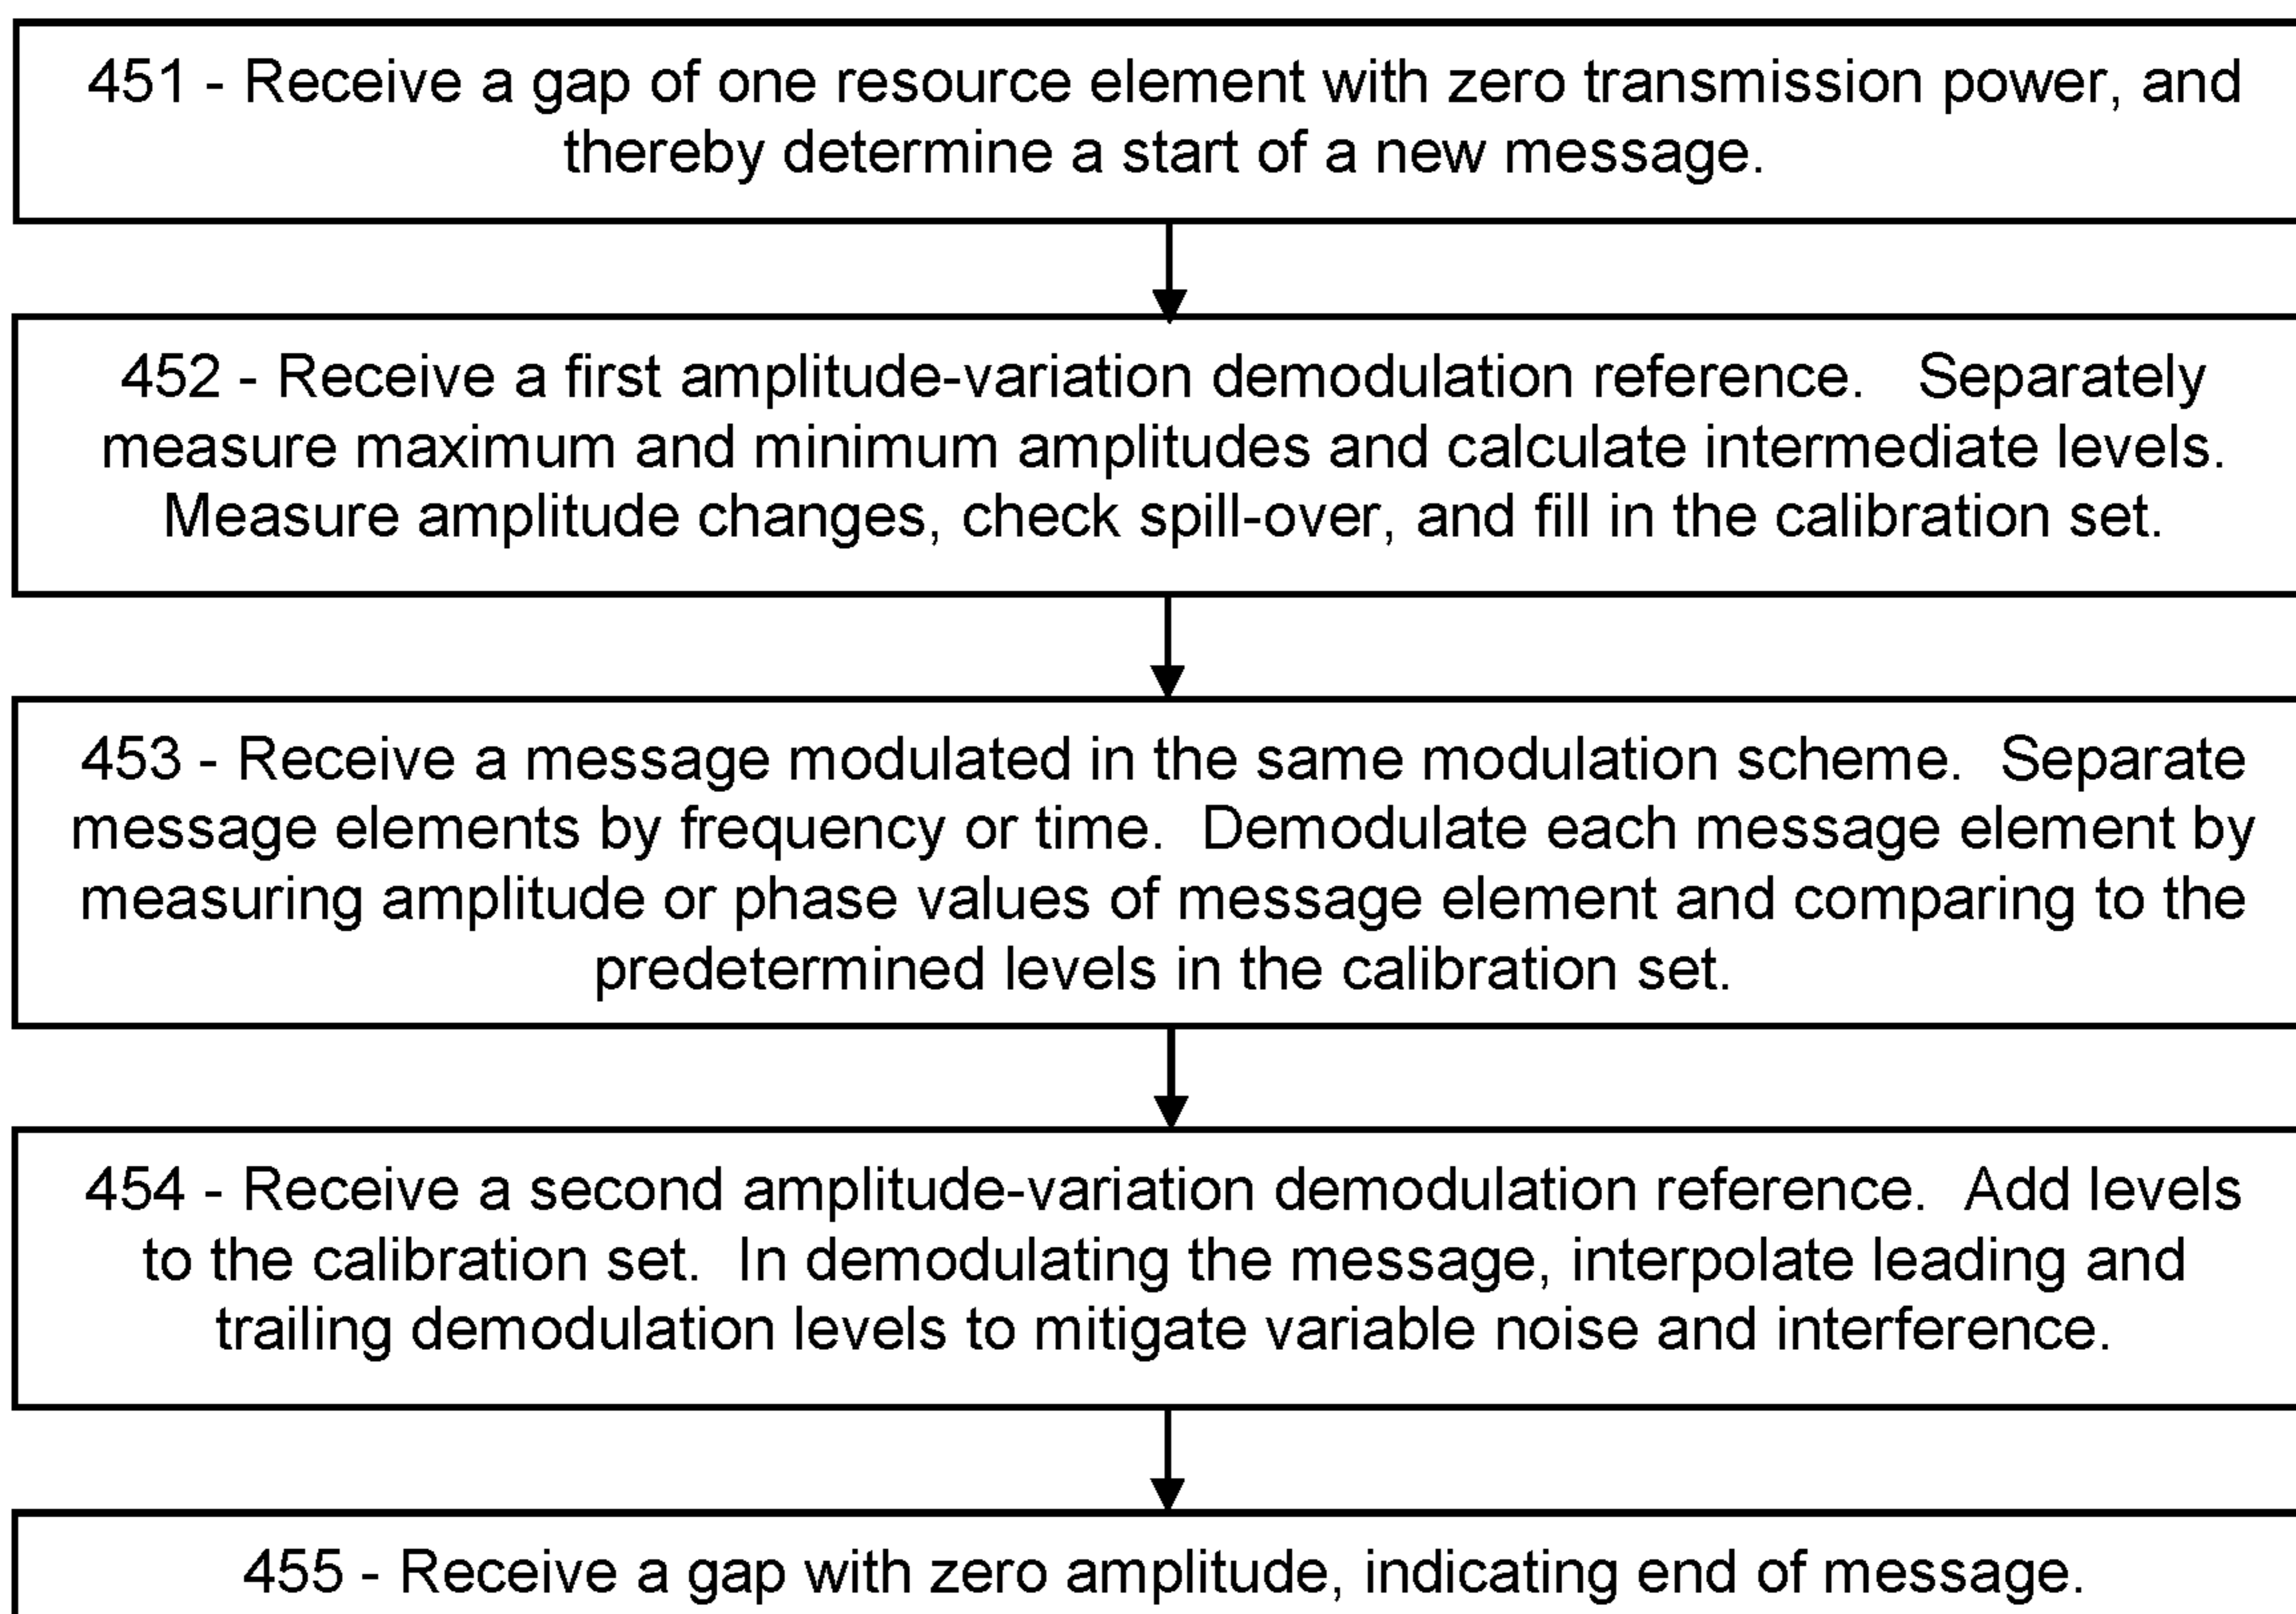 451 - Receive a gap of one resource element with zero transmission power, and
thereby determine a start of a new message.
452 - Receive a first amplitude-variation demodulation reference. Separately
measure maximum and minimum amplitudes and calculate intermediate levels.
Measure amplitude changes, check spill-over, and fill in the calibration set.
453 - Receive a message modulated in the same modulation scheme. Separate
message elements by frequency or time. Demodulate each message element by
measuring amplitude or phase values of message element and comparing to the
predetermined levels in the calibration set.
454 - Receive a second amplitude-variation demodulation reference. Add levels
to the calibration set. In demodulating the message, interpolate leading and
trailing demodulation levels to mitigate variable noise and interference.
455 - Receive a gap with zero amplitude, indicating end of message.